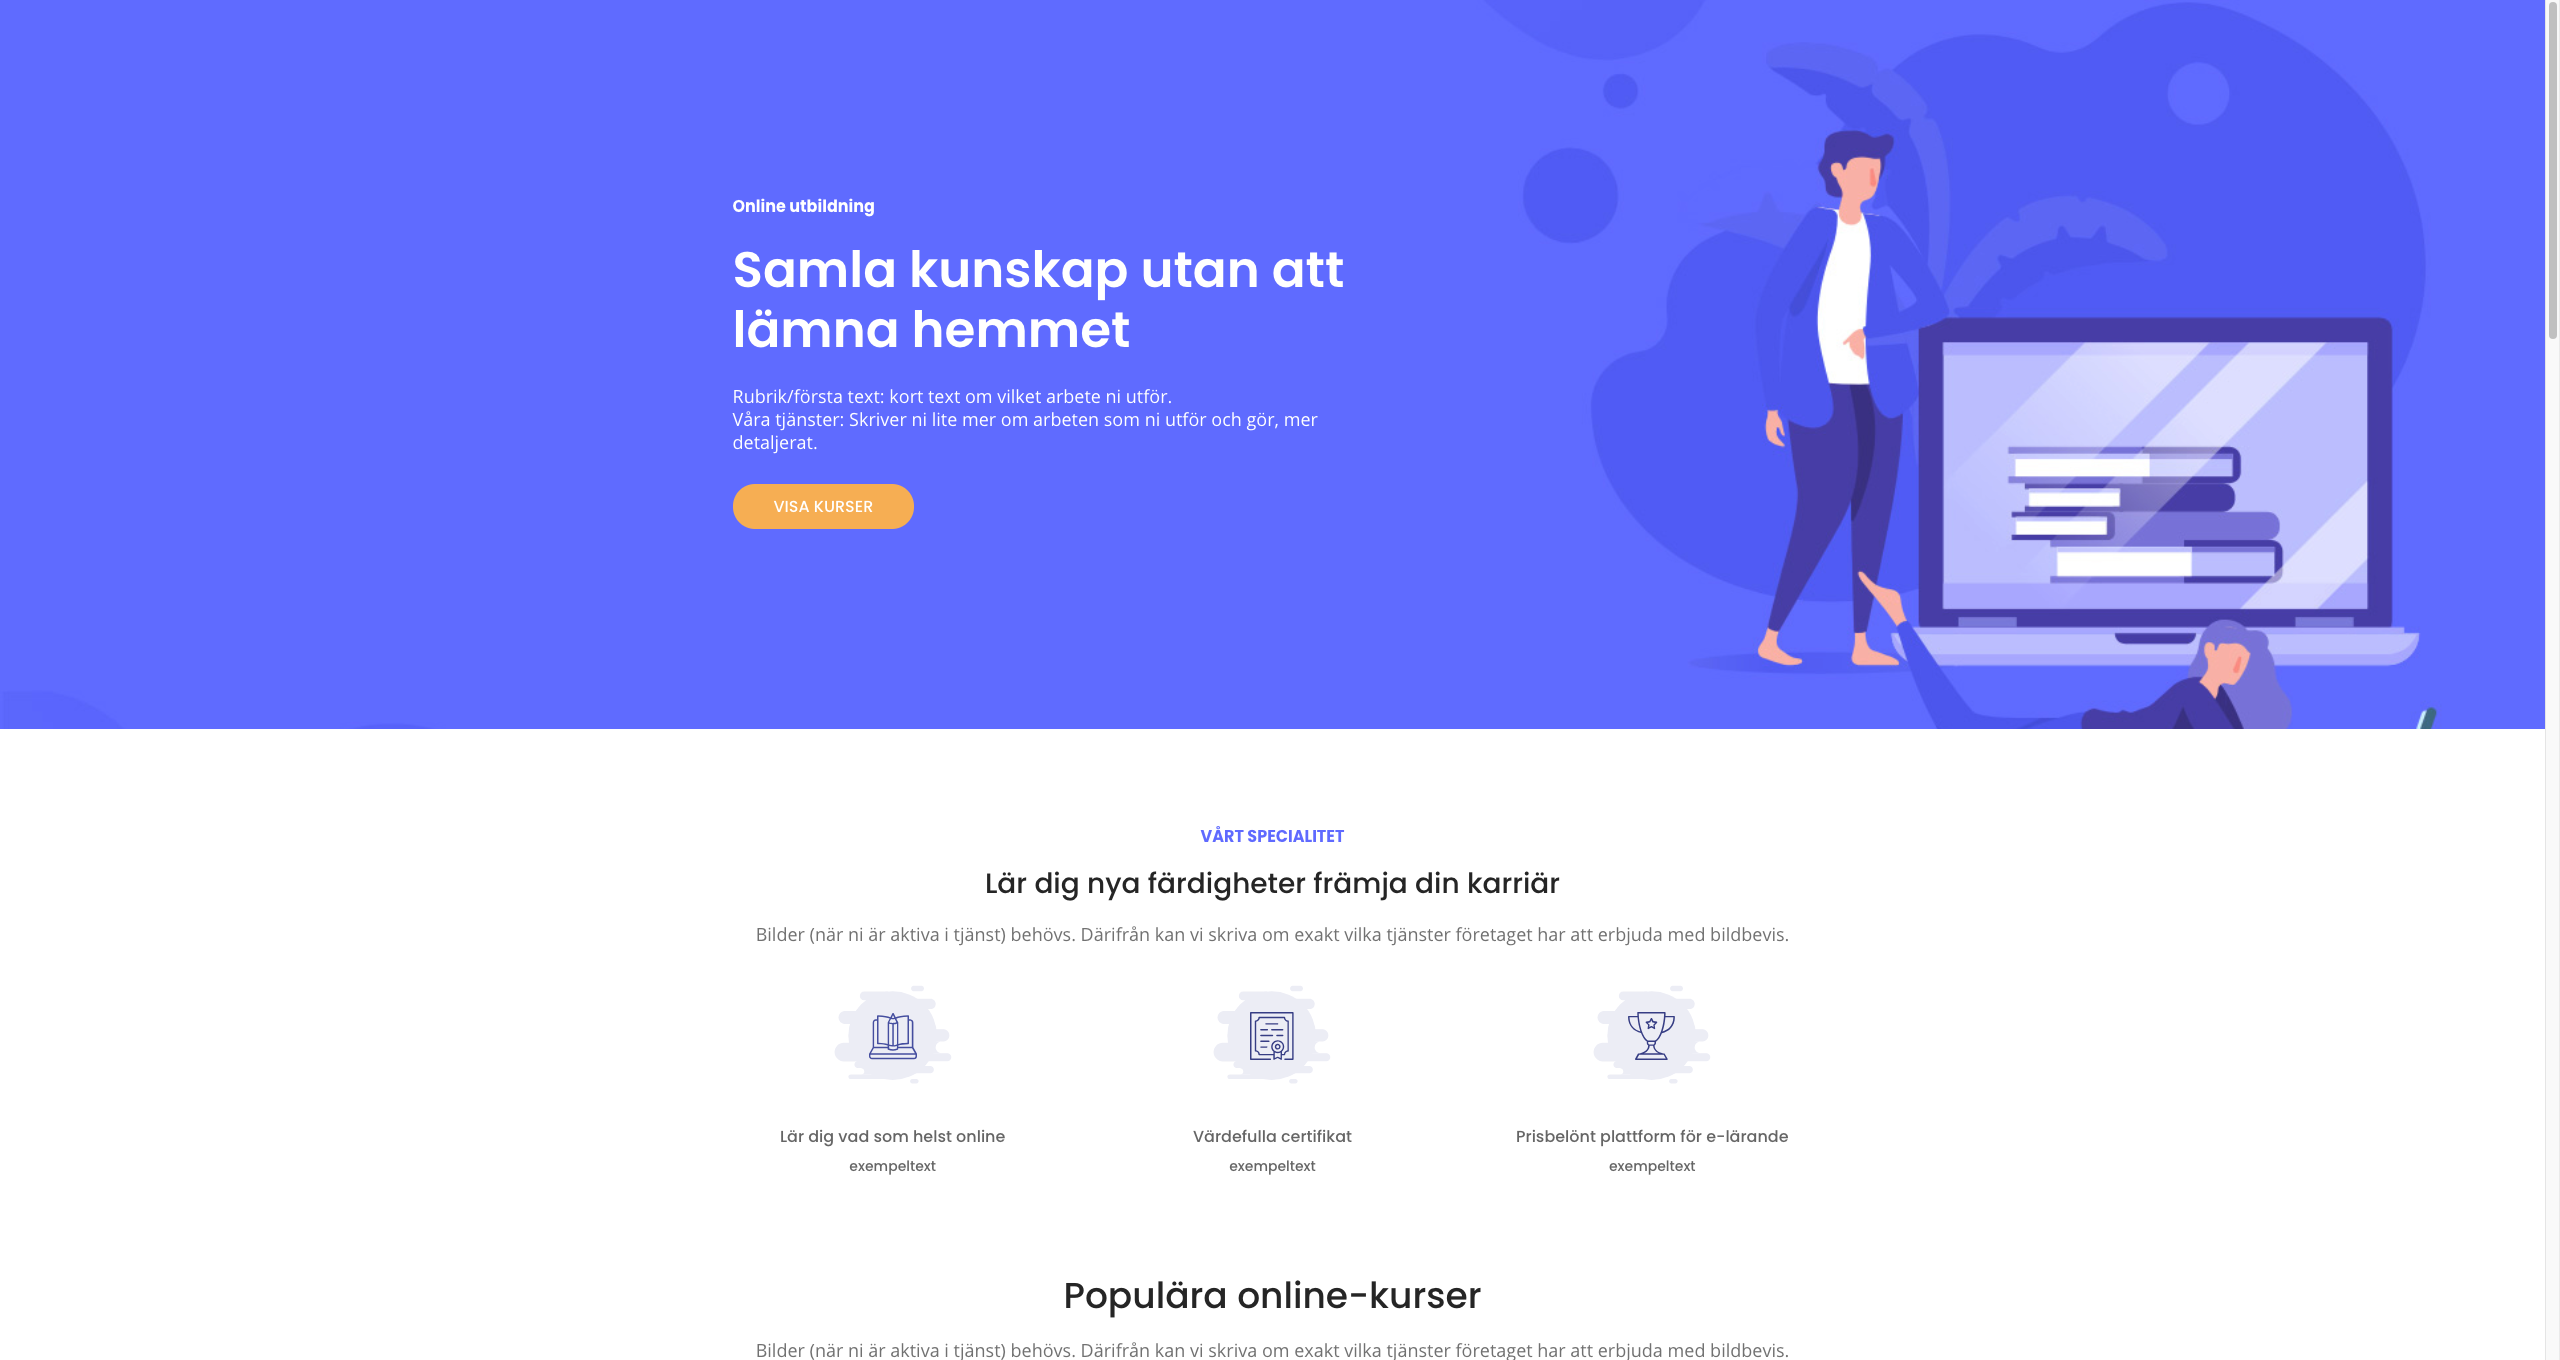 Online utbildning
Samla kunskap utan att
lämna hemmet
Rubrik/första text: kort text om vilket arbete ni utför.
Våra tjänster: Skriver ni lite mer om arbeten som ni utför och gör, mer
detaljerat.
VISA KURSER
VÅRT SPECIALITET
Lär dig nya färdigheter främja din karriär
Bilder (när ni är aktiva i tjänst) behövs. Därifrån kan vi skriva om exakt vilka tjänster företaget har att erbjuda med bildbevis.
Lär dig vad som helst online
exempeltext
Värdefulla certifikat
exempeltext
Prisbelönt plattform för e-lärande
exempeltext
Populära online-kurser
Bilder (när ni är aktiva i tjänst) behövs. Därifrån kan vi skriva om exakt vilka tjänster företaget har att erbjuda med bildbevis.